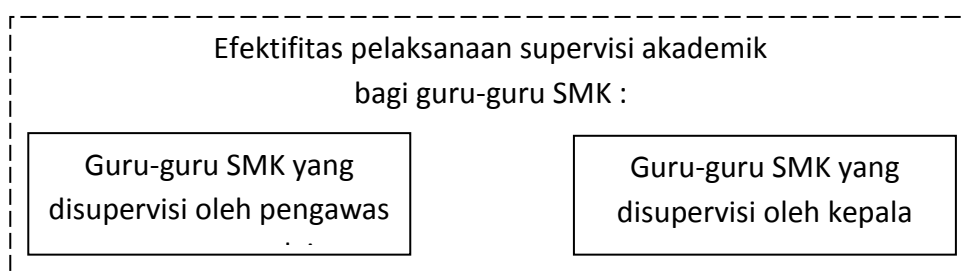 Efektifitas pelaksanaan supervisi akademik
bagi guru-guru SMK :
Guru-guru SMK yang
disupervisi oleh pengawas
Guru-guru SMK yang
disupervisi oleh kepala